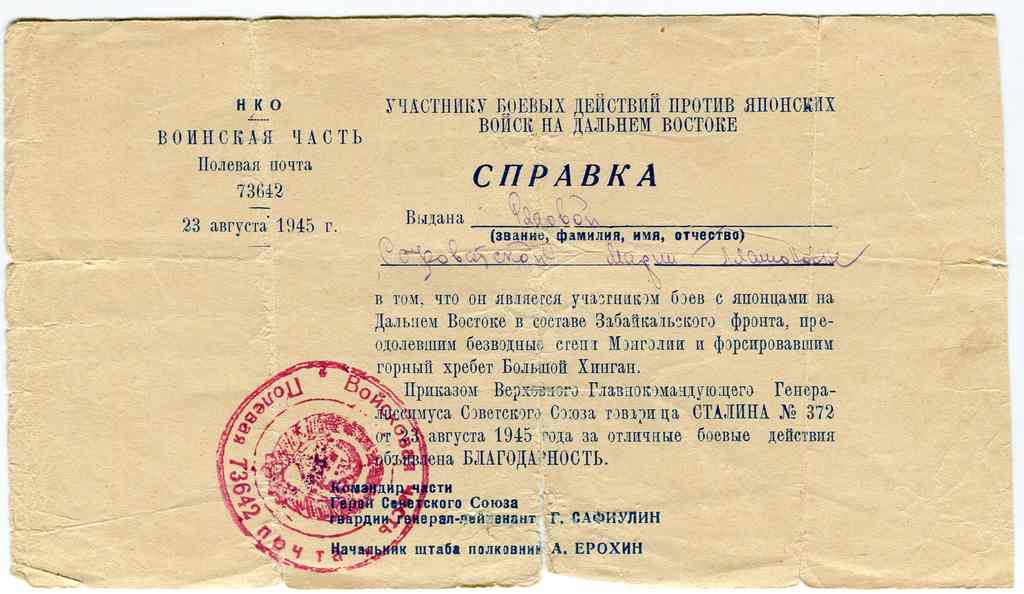 НКО
ВОИНСКАЯ ЧАСТЬ
Полевая почта
73642
23 августа 1945 г.
УЧАСТНИКУ БОЕВЫХ ДЕЙСТВИЙ ПРОТИВ ЯПОНСКИХ
ВОЙСК НА ДАЛЬНЕМ ВОСТОКЕ
СПРАВКА
Выдана Рядовой
(звание, фамилия, имя, отчество)
Марии
в том, что он является участником боев с японцами на
Дальнем Востоке в составе Забайкальского фронта, пре-
одолевшим безводные степи Монголии и форсировавшим
горный хребет Большой Хинган.
Приказом Верховного Главнокомандующего Генера-
лиссимуса Советского Союза товарища СТАЛИНА № 372
от 23 августа 1945 года за отличные боевые действия
объявлена БЛАГОДАРНОСТЬ.
Командир части
Герой Советского Союза
гвардии генерал-лейтенант Г. САФИУЛИН
Начальник штаба полковник А. ЕРОХИН
Войсковая часть
Полевая почта 73642